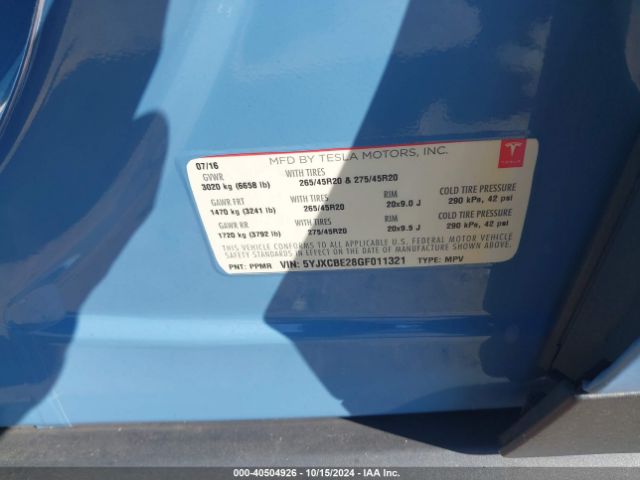 07/16
MFD BY TESLA MOTORS, INC.
GVWR
3020 kg (6658 lb)
WITH TIRES
265/45R20 & 275/45R20
TESLA
GAWR FRT
1470 kg (3241 lb)
WITH TIRES
265/45R20
RIM
20x9.0 J
COLD TIRE PRESSURE
290 kPa, 42 psi
GAWR RR
1720 kg (3792 lb)
WITH TIRES
275/45R20
RIM
20x9.5 J
COLD TIRE PRESSURE
290 kPa, 42 psi
THIS VEHICLE CONFORMS TO ALL APPLICABLE U.S. FEDERAL MOTOR VEHICLE
SAFETY STANDARDS IN EFFECT ON THE DATE OF MANUFACTURE SHOWN ABOVE.
PNT: PPMR VIN: 5YJXCBE28GF011321 TYPE: MPV
000-40504926 - 10/15/2024 - IAA Inc.